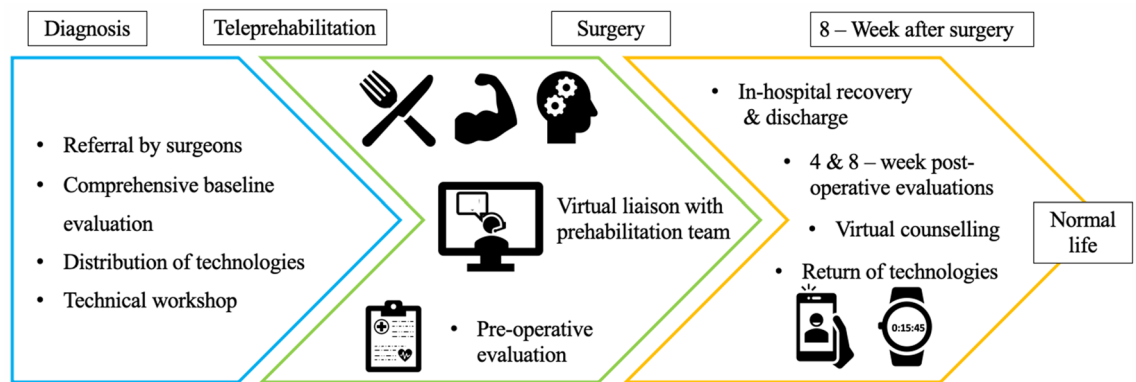 Diagnosis
Teleprehabilitation
Surgery
8 – Week after surgery
• Referral by surgeons
• Comprehensive baseline
evaluation
• Distribution of technologies
• Technical workshop
Virtual liaison with
prehabilitation team
• Pre-operative
evaluation
• In-hospital recovery
& discharge
• 4 & 8 – week post-
operative evaluations
• Virtual counselling
• Return of technologies
0:15:45
Normal
life